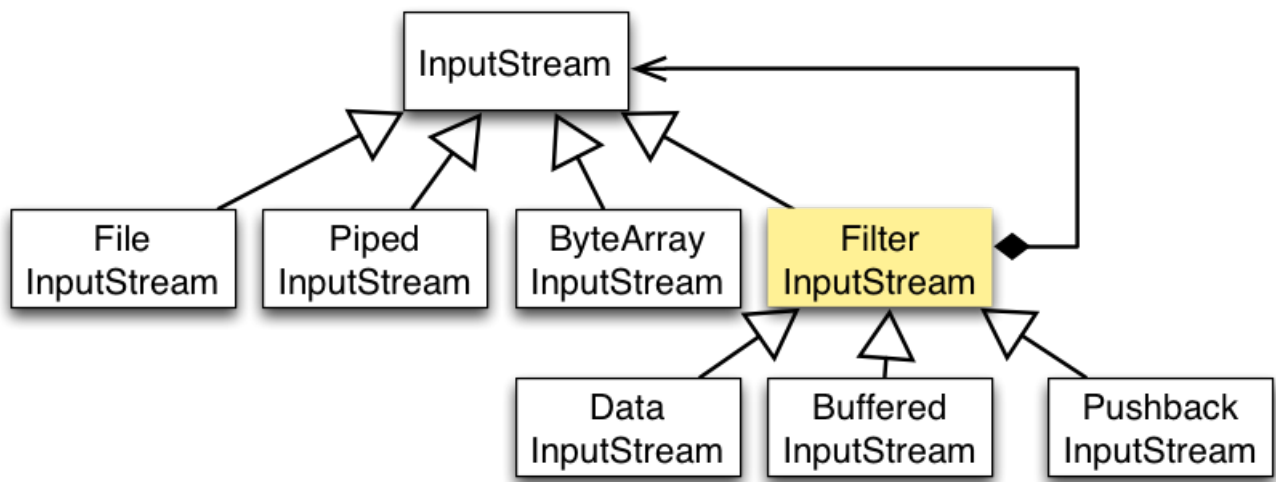 InputStream
File
InputStream
Piped
InputStream
ByteArray
InputStream
Filter
InputStream
Data
InputStream
Buffered
InputStream
Pushback
InputStream